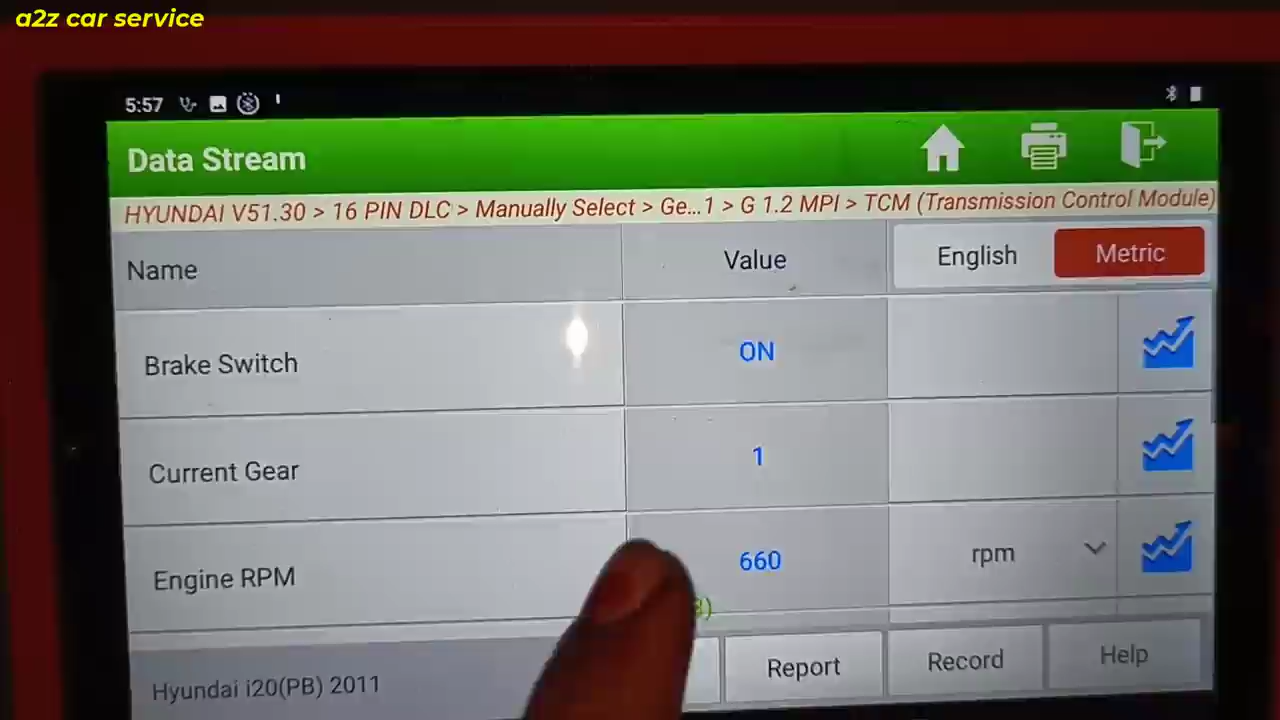 a2z car service
5:57
Data Stream
HYUNDAI V51.30 > 16 PIN DLC > Manually Select > Ge...1 > G 1.2 MPI > TCM (Transmission Control Module)
Name Value English Metric
Brake Switch ON
Current Gear 1
Engine RPM 660 rpm
Hyundai i20(PB) 2011 Report Record Help